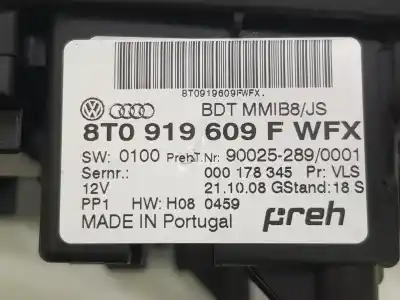 8T0919609FWFX.
BDT MMIB8/JS
8T0 919 609 F WFX
SW: 0100 PrehT.Nr: 90025-289/0001
Sernr.: 000 178 345 Pr: VLS
12V 21.10.08 GStand: 18 S
PP1 HW: H08 0459
MADE IN Portugal preh